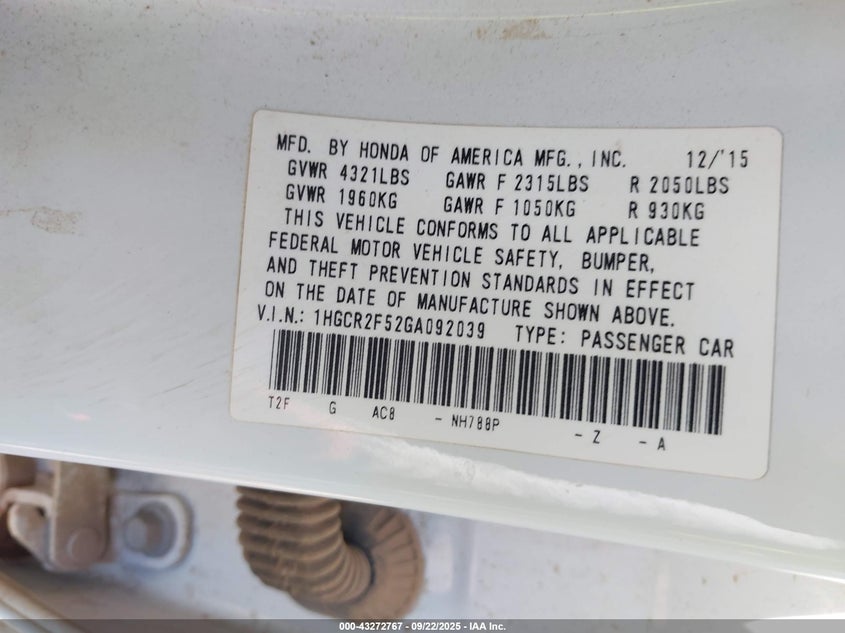 MFD. BY HONDA OF AMERICA MFG., INC. 12/'15
GVWR 4321LBS GAWR F 2315LBS R 2050LBS
GVWR 1960KG GAWR F 1050KG R 930KG
THIS VEHICLE CONFORMS TO ALL APPLICABLE
FEDERAL MOTOR VEHICLE SAFETY, BUMPER,
AND THEFT PREVENTION STANDARDS IN EFFECT
ON THE DATE OF MANUFACTURE SHOWN ABOVE.
V.I.N.: 1HGCR2F52GA092039 TYPE: PASSENGER CAR
T2F G AC0 - NH788P - Z - A
000-43272767 - 09/22/2025 - IAA Inc.